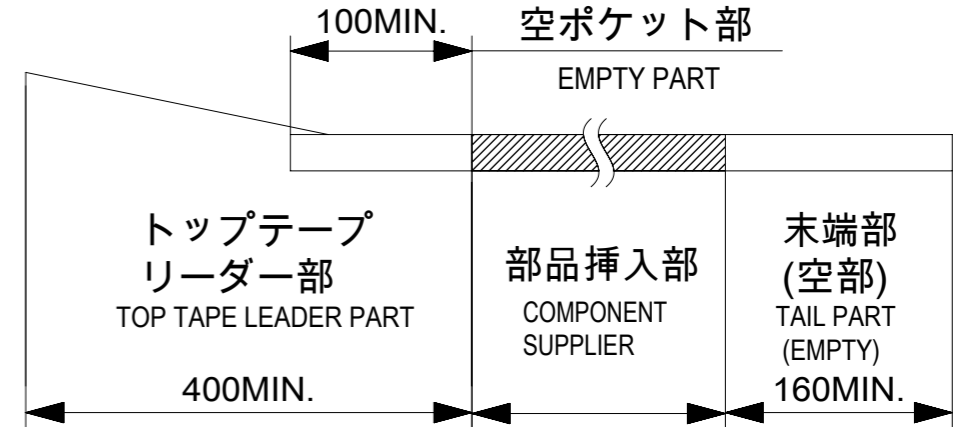 100MIN.
空ポケット部
EMPTY PART
トップテープ
リーダー部
TOP TAPE LEADER PART
部品挿入部
COMPONENT
SUPPLIER
末端部
(空部)
TAIL PART
(EMPTY)
400MIN.
160MIN.